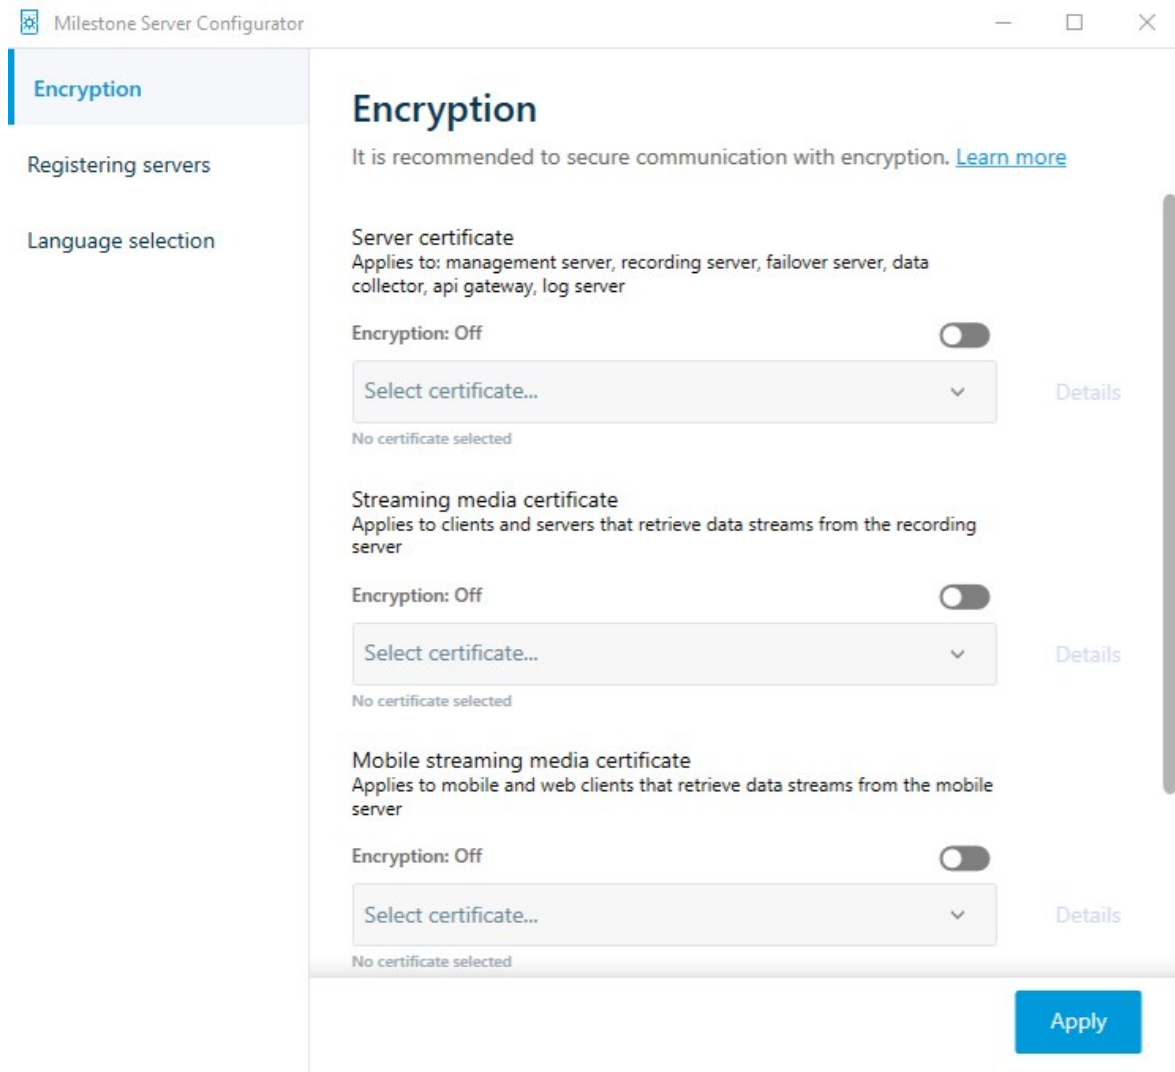 Milestone Server Configurator
Encryption
Registering servers
Language selection
Encryption
It is recommended to secure communication with encryption. Learn more
Server certificate
Applies to: management server, recording server, failover server, data
collector, api gateway, log server
Encryption: Off
Select certificate...
Details
No certificate selected
Streaming media certificate
Applies to clients and servers that retrieve data streams from the recording
server
Encryption: Off
Select certificate...
Details
No certificate selected
Mobile streaming media certificate
Applies to mobile and web clients that retrieve data streams from the mobile
server
Encryption: Off
Select certificate...
Details
No certificate selected
Apply